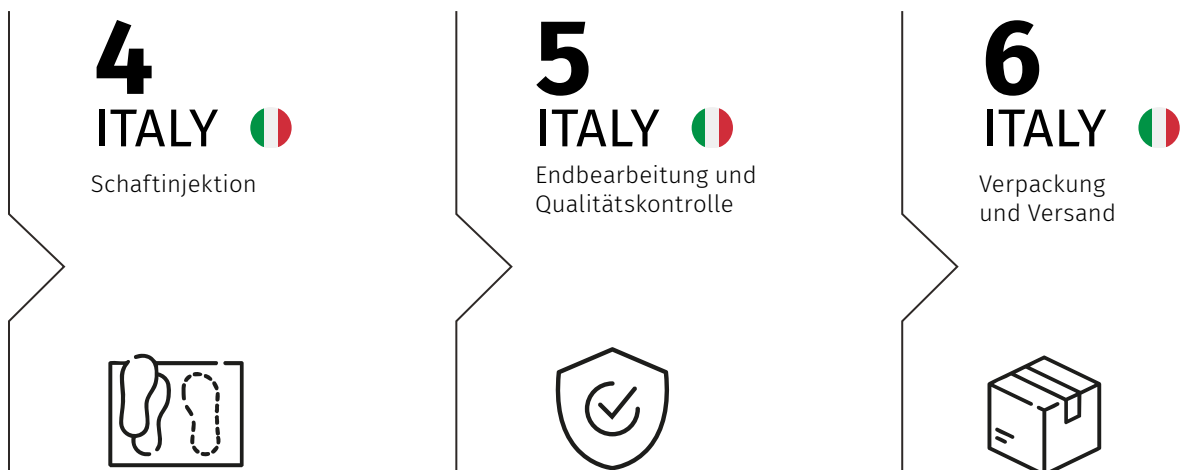 4
ITALY
Schaftinjektion
5
ITALY
Endbearbeitung und
Qualitätskontrolle
6
ITALY
Verpackung
und Versand